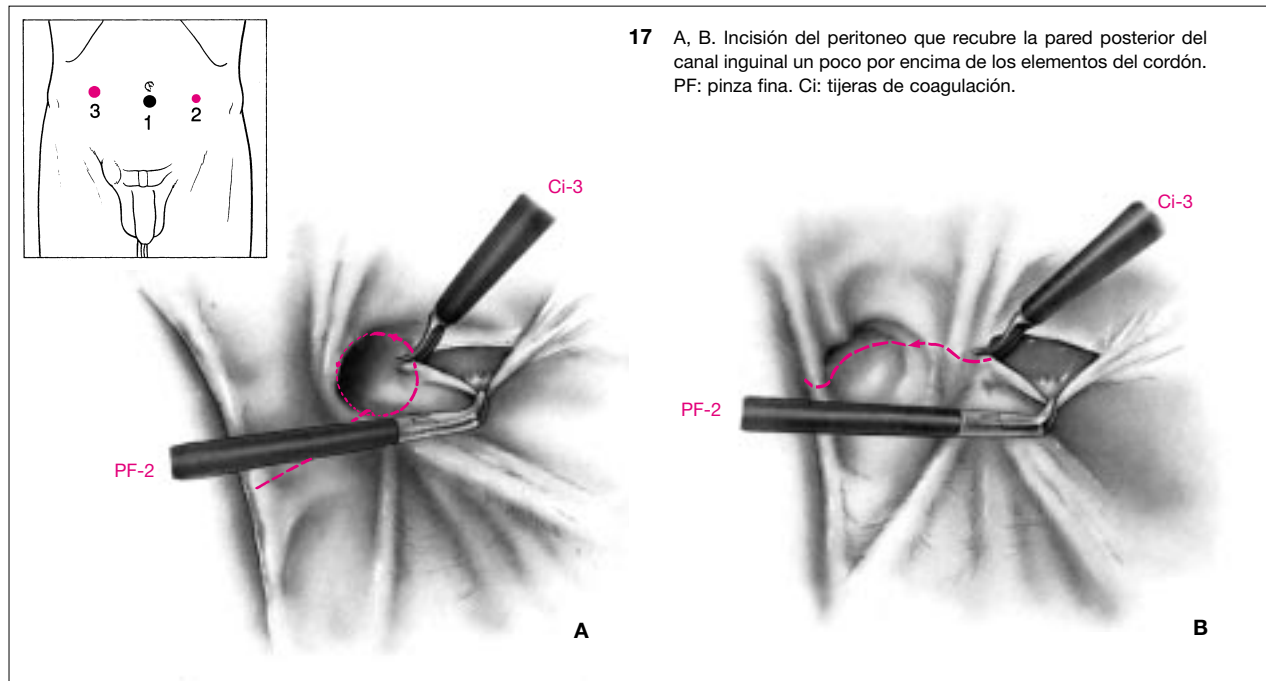 17 A, B. Incisión del peritoneo que recubre la pared posterior del
canal inguinal un poco por encima de los elementos del cordón.
PF: pinza fina. Ci: tijeras de coagulación.
3
1
2
Ci-3
PF-2
A
Ci-3
PF-2
B